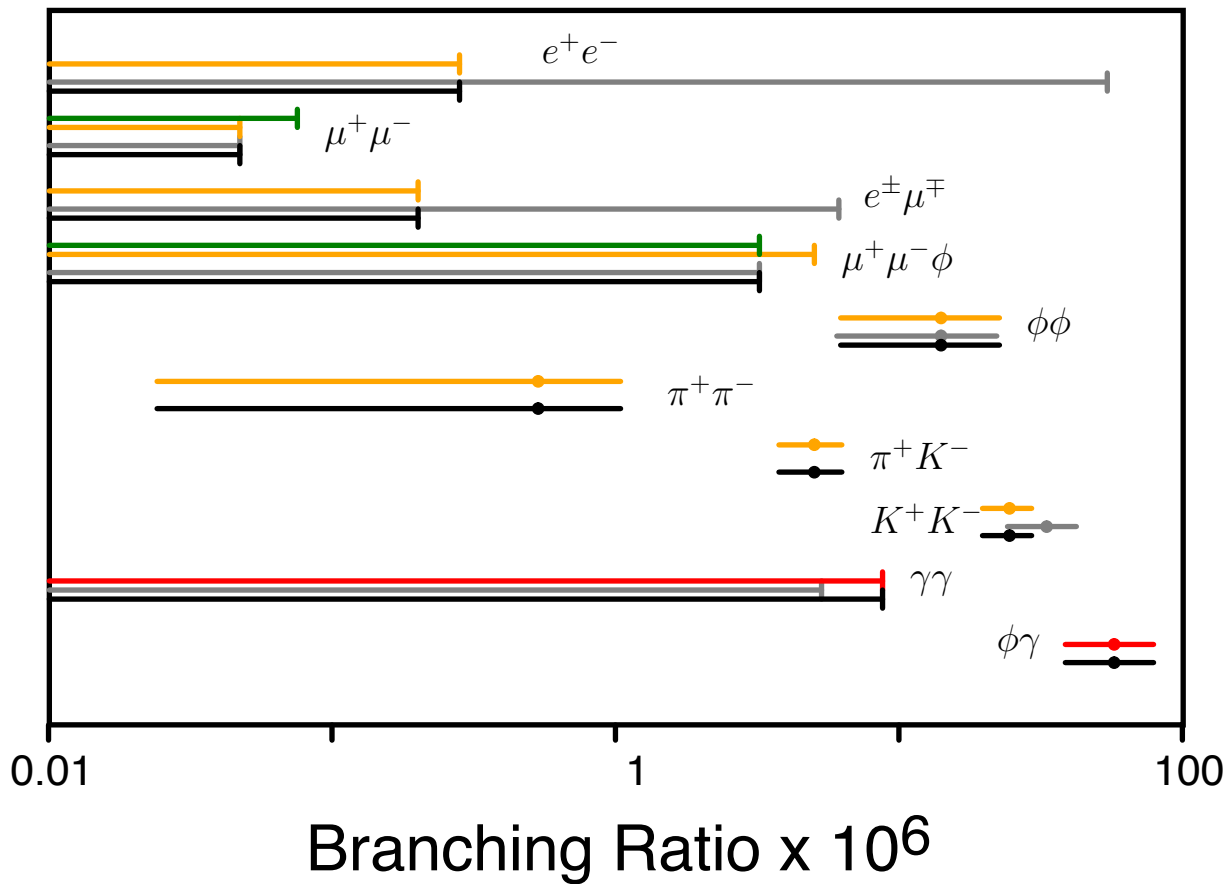 e⁺e⁻
μ⁺μ⁻
e^±μ^∓
μ⁺μ⁻ϕ
ϕϕ
π⁺π⁻
π⁺K⁻
K⁺K⁻
γγ
ϕγ
0.01 1 100
Branching Ratio x 10⁶